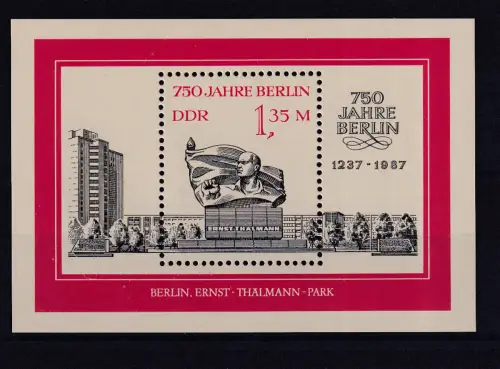 750 JAHRE BERLIN
DDR
1,35 M
ERNST-THÄLMANN
750
JAHRE
BERLIN
1237 - 1987
BERLIN, ERNST-THÄLMANN-PARK